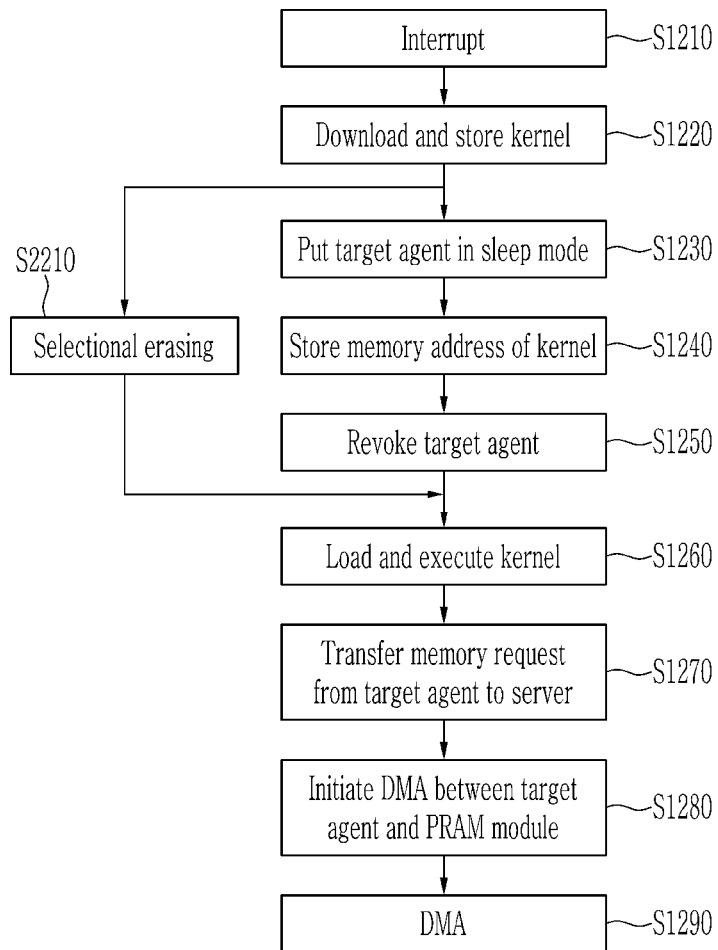 Interrupt
S1210
Download and store kernel
S1220
Put target agent in sleep mode
S1230
S2210
Selectional erasing
Store memory address of kernel
S1240
Revoke target agent
S1250
Load and execute kernel
S1260
Transfer memory request
from target agent to server
S1270
Initiate DMA between target
agent and PRAM module
S1280
DMA
S1290